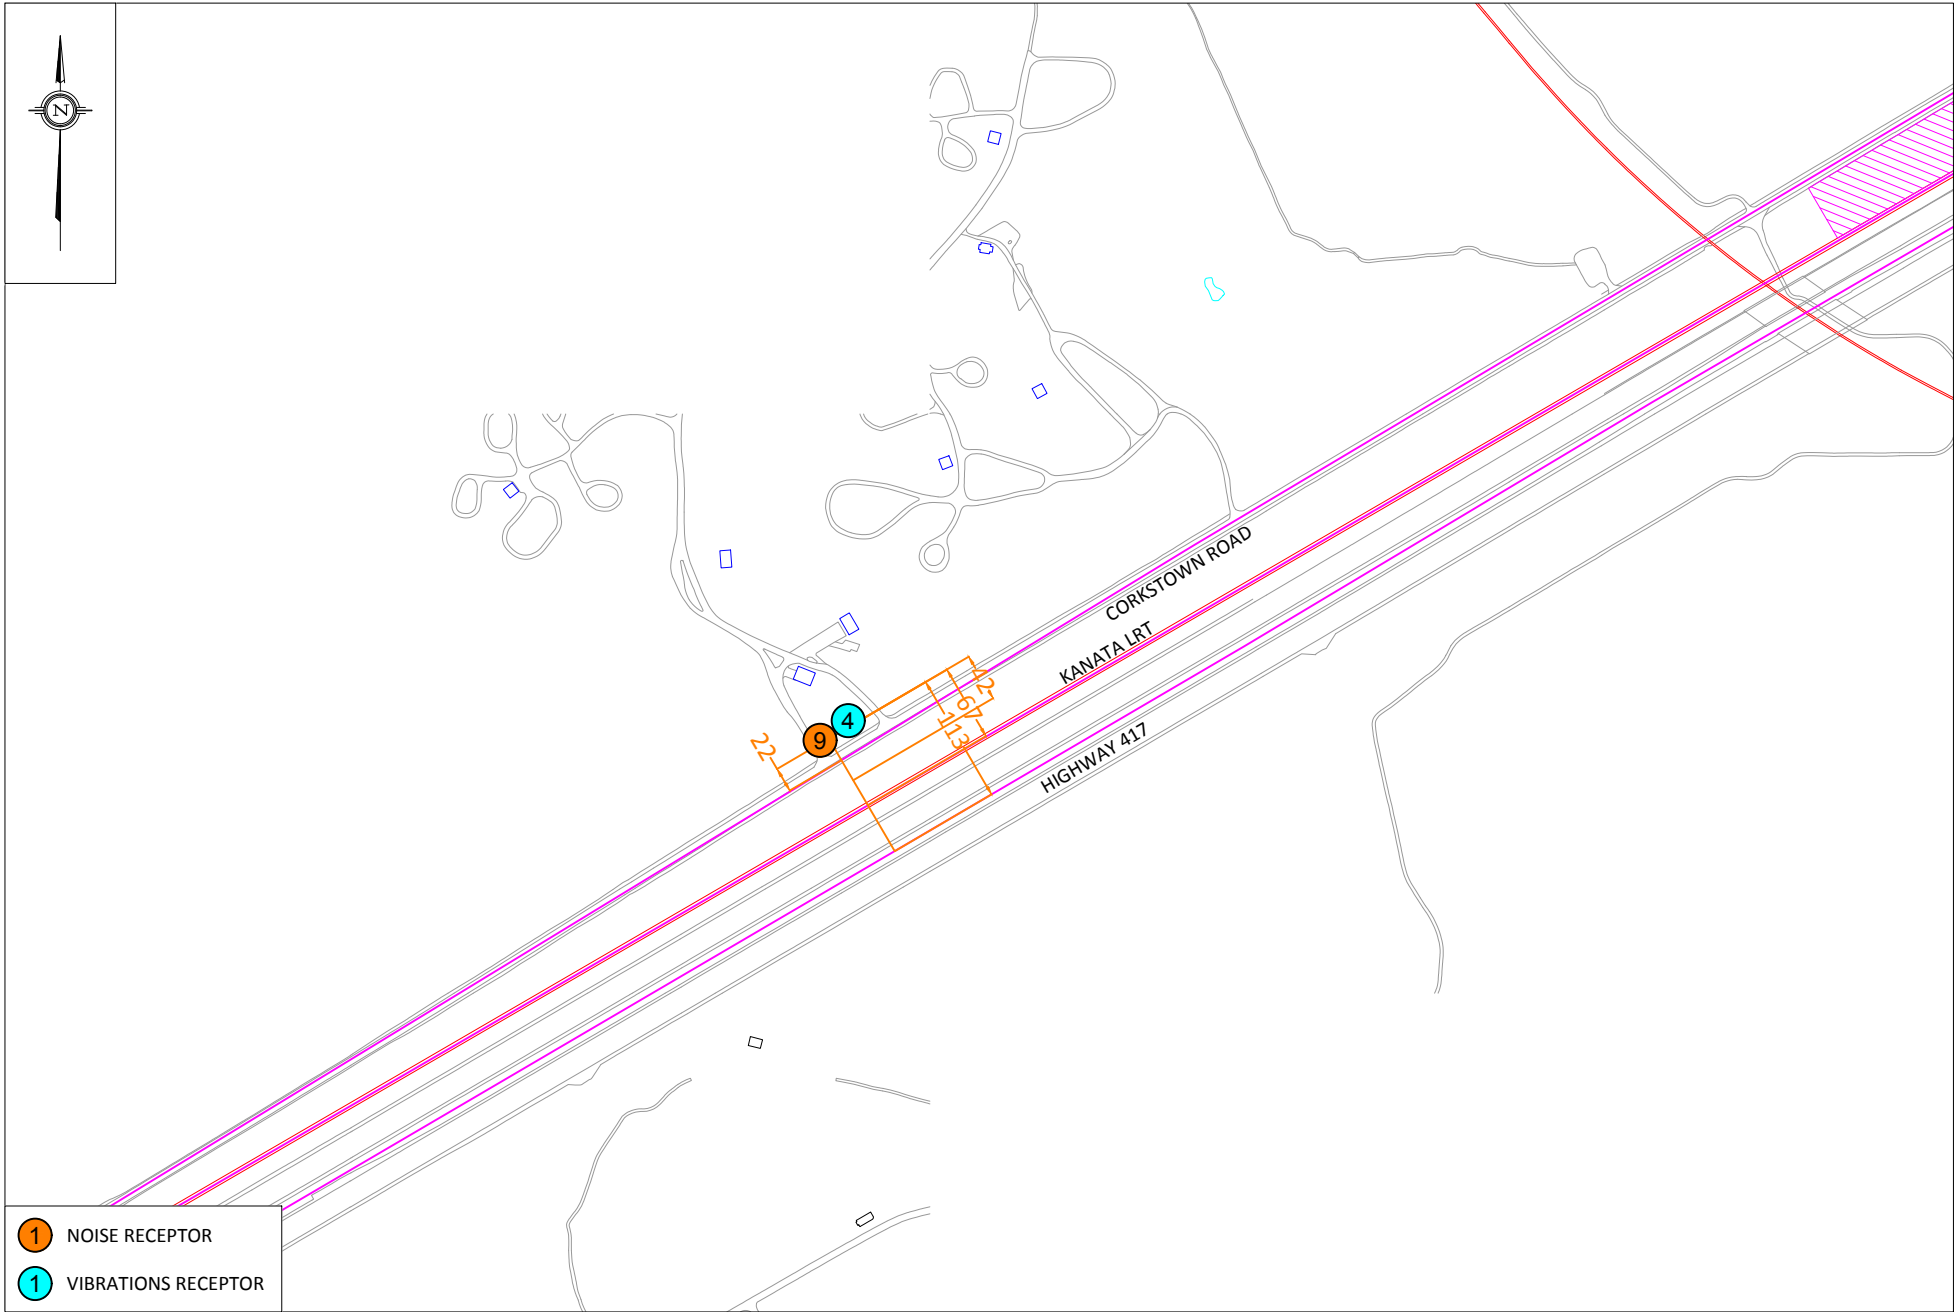 N
CORKSTOWN ROAD
KANATA LRT
HIGHWAY 417
42
67
113
22
4
9
1 NOISE RECEPTOR
1 VIBRATIONS RECEPTOR